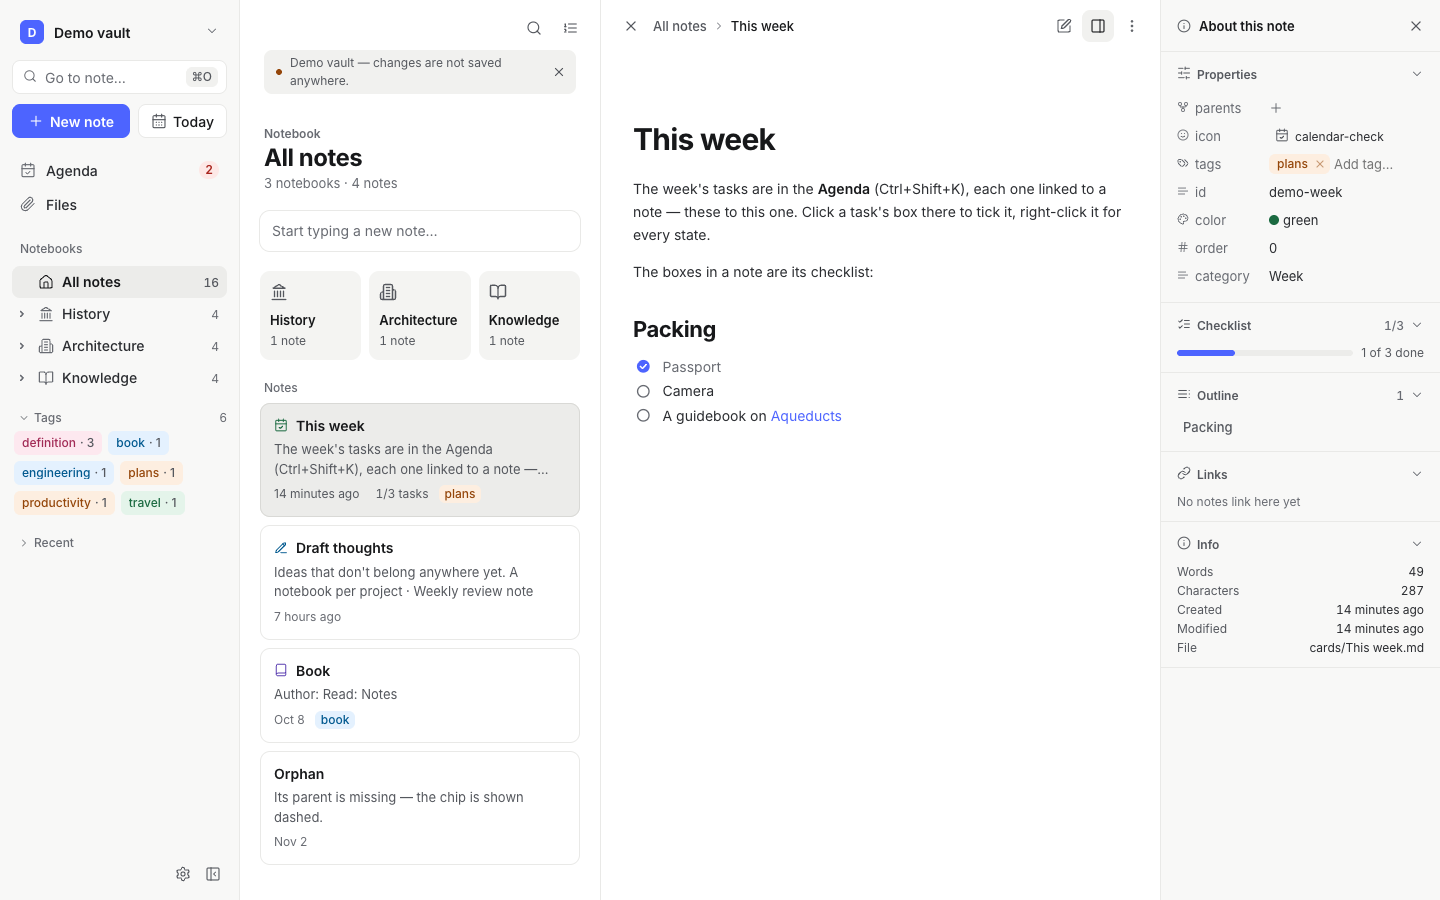 D Demo vault
Go to note... ⌘O
+ New note
Today
Agenda 2
Files
Notebooks
All notes 16
History 4
Architecture 4
Knowledge 4
Tags 6
definition · 3 book · 1
engineering · 1 plans · 1
productivity · 1 travel · 1
Recent
Demo vault — changes are not saved
anywhere.
Notebook
All notes
3 notebooks · 4 notes
Start typing a new note...
History
1 note
Architecture
1 note
Knowledge
1 note
Notes
This week
The week's tasks are in the Agenda
(Ctrl+Shift+K), each one linked to a note —...
14 minutes ago 1/3 tasks plans
Draft thoughts
Ideas that don't belong anywhere yet. A
notebook per project · Weekly review note
7 hours ago
Book
Author: Read: Notes
Oct 8 book
Orphan
Its parent is missing — the chip is shown
dashed.
Nov 2
All notes > This week
This week
The week's tasks are in the Agenda (Ctrl+Shift+K), each one linked to a
note — these to this one. Click a task's box there to tick it, right-click it for
every state.
The boxes in a note are its checklist:
Packing
Passport
Camera
A guidebook on Aqueducts
About this note
Properties
parents +
icon calendar-check
tags plans × Add tag...
id demo-week
color green
order 0
category Week
Checklist 1/3
1 of 3 done
Outline 1
Packing
Links
No notes link here yet
Info
Words 49
Characters 287
Created 14 minutes ago
Modified 14 minutes ago
File cards/This week.md